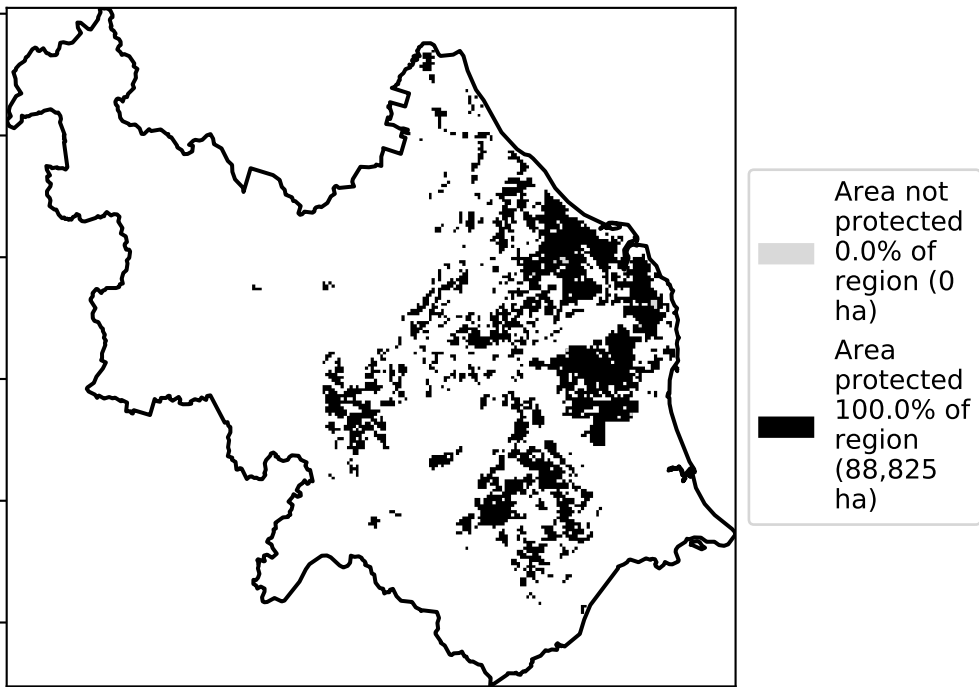 Area not
protected
0.0% of
region (0
ha)
Area
protected
100.0% of
region
(88,825
ha)